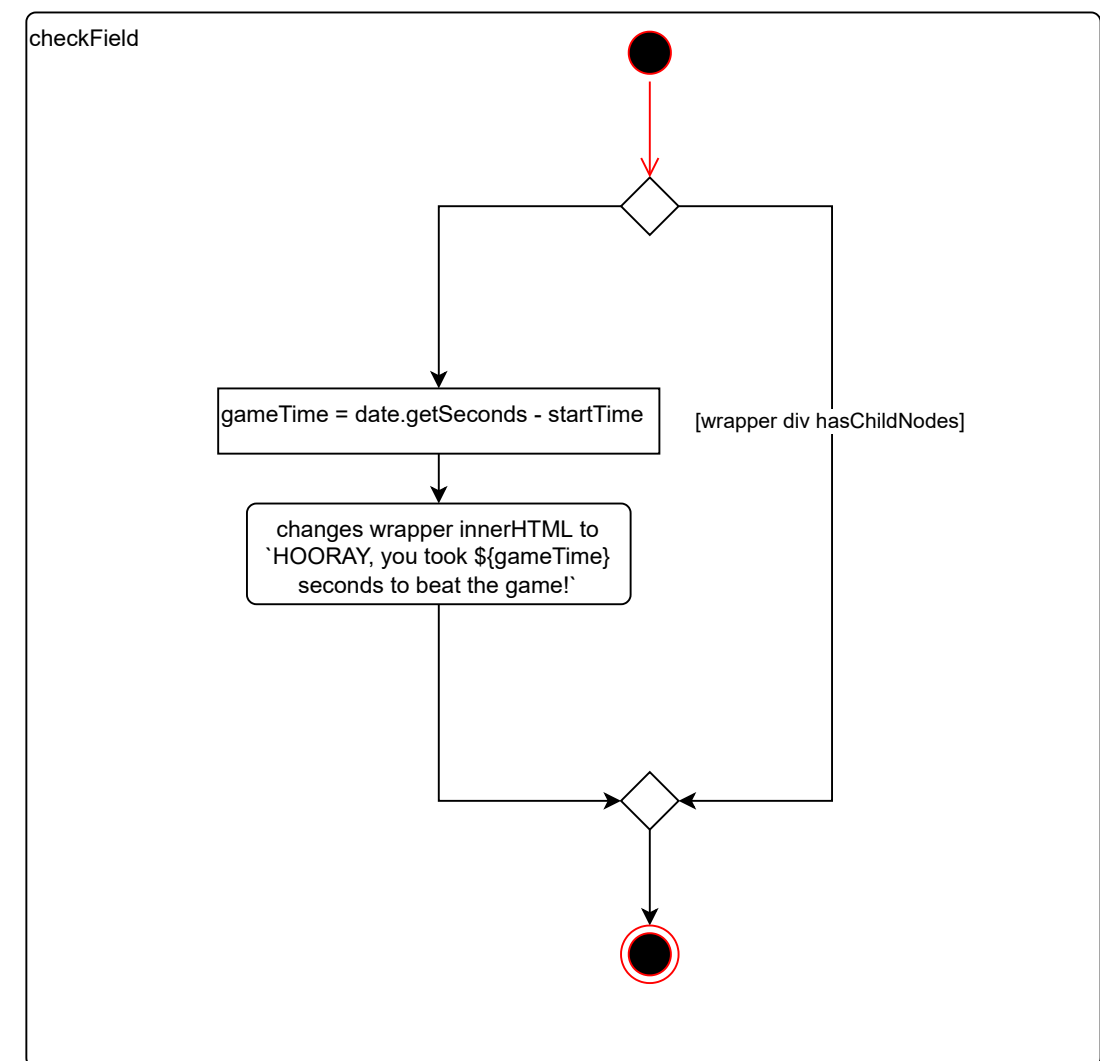 checkField
gameTime = date.getSeconds - startTime
[wrapper div hasChildNodes]
changes wrapper innerHTML to
`HOORAY, you took ${gameTime}
seconds to beat the game!`